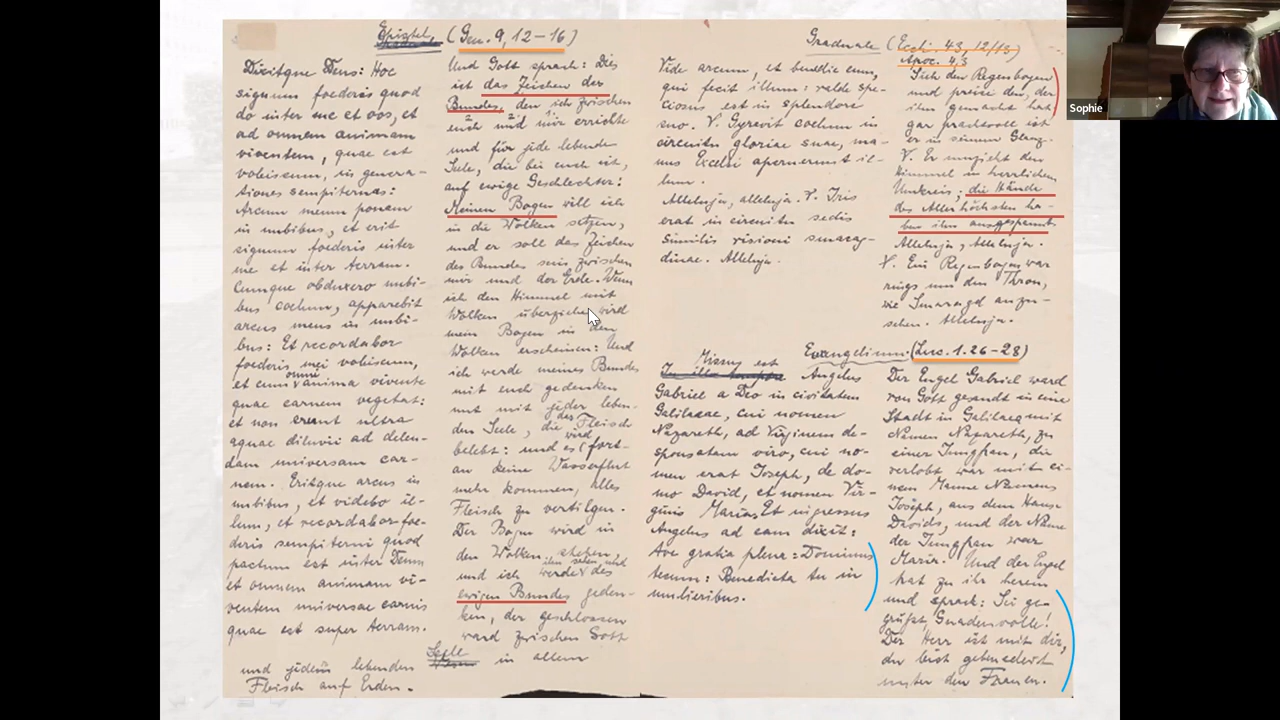 Epistel (Gen. 9, 12-16)
Dixitque Deus: Hoc
signum foederis quod
do inter me et vos, et
ad omnem animam
viventem, quae est
vobiscum, in genera-
tiones sempiternas:
Arcum meum ponam
in nubibus, et erit
signum foederis inter
me et inter terram.
Cumque obduxero nubi-
bus coelum, apparebit
arcus meus in nubi-
bus: Et recordabor
foederis mei vobiscum,
et cum omni anima vivente
quae carnem vegetat:
et non erunt ultra
aquae diluvii ad delen-
dam universam car-
nem. Eritque arcus in
nubibus, et videbo il-
lum, et recordabor foe-
deris sempiterni quod
pactum est inter Deum
et omnem animam vi-
ventem universae carnis
quae est super terram.
Und Gott sprach: Dies
ist das Zeichen des
Bundes, den ich zwischen
euch und mir errichte
und für jede lebende
Seele, die bei euch ist,
auf ewige Geschlechter:
Meinen Bogen will ich
in die Wolken setzen,
und er soll das Zeichen
des Bundes sein zwischen
mir und der Erde. Wenn
ich den Himmel mit
Wolken überziehe, wird
mein Bogen in den
Wolken erscheinen: Und
ich werde meines Bundes
mit euch gedenken
und mit jeder leben-
den Seele, die das Fleisch
belebt: und es wird fort-
an keine Wasserflut
mehr kommen, alles
Fleisch zu vertilgen.
Der Bogen wird in
den Wolken stehen,
und ich ihn sehen, und
werde des
ewigen Bundes geden-
ken, der geschlossen
ward zwischen Gott
Seele in allem
und jedem lebenden
Fleisch auf Erden.
Graduale (Eccli. 43, 12/13)
Apoc. 4,3
Vide arcum, et benedic eum,
qui fecit illum: valde spe-
ciosus est in splendore
suo. V. Gyravit coelum in
circuitu gloriae suae, ma-
nus Excelsi aperuerunt il-
lum.
Alleluja, alleluja. V. Iris
erat in circuitu sedis
similis visioni smarag-
dinae. Alleluja.
Sieh den Regenbogen
und preise den, der
ihn gemacht hat;
gar prachtvoll ist
er in seinem Glanz.
V. Er umzieht den
Himmel in herrlichem
Umkreis; die Hände
des Allerhöchsten ha-
ben ihn ausgespannt.
Alleluja, Alleluja.
V. Ein Regenbogen war
rings um den Thron,
wie Smaragd anzu-
sehen. Alleluja.
Evangelium (Luc. 1.26-28)
Missus est
In illo tempore Angelus
Gabriel a Deo in civitatem
Galilaeae, cui nomen
Nazareth, ad Virginem de-
sponsatam viro, cui no-
men erat Joseph, de do-
mo David, et nomen Vir-
ginis Maria. Et ingressus
Angelus ad eam dixit:
Ave gratia plena: Dominus
tecum: Benedicta tu in
mulieribus.
Der Engel Gabriel ward
von Gott gesandt in eine
Stadt in Galilaea mit
Namen Nazareth, zu
einer Jungfrau, die
verlobt war mit ei-
nem Manne Namens
Joseph, aus dem Hause
Davids, und der Name
der Jungfrau war
Maria. Und der Engel
trat zu ihr herein
und sprach: Sei ge-
grüßt, Gnadenvolle!
Der Herr ist mit dir,
du bist gebenedeit
unter den Frauen.
Sophie